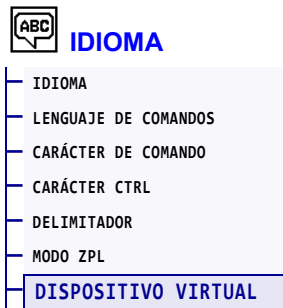 ABC
IDIOMA
IDIOMA
LENGUAJE DE COMANDOS
CARÁCTER DE COMANDO
CARÁCTER CTRL
DELIMITADOR
MODO ZPL
DISPOSITIVO VIRTUAL